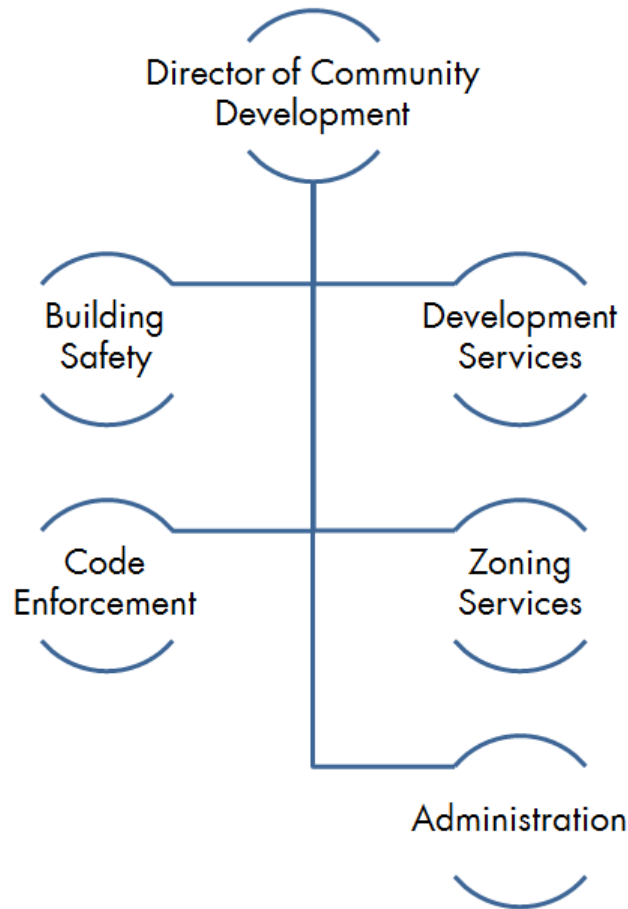 Director of Community
Development
Building
Safety
Development
Services
Code
Enforcement
Zoning
Services
Administration